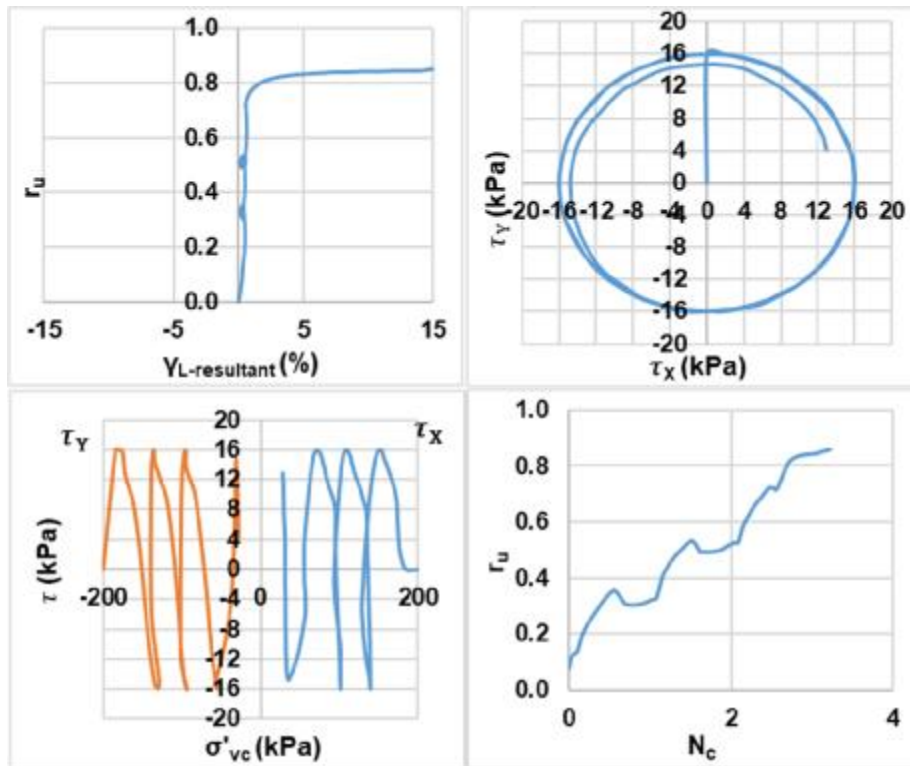 1.0
0.8
0.6
0.4
0.2
0.0
r_u
-15 -5 5 15
γ_L-resultant (%)
20
16
12
8
4
0
-20 -16 -12 -8 -4 0 4 8 12 16 20
-4
-8
-12
-16
-20
τ_Y (kPa)
τ_X (kPa)
τ_Y τ_X
20
16
12
8
4
0
-4
-8
-12
-16
-20
-200 0 200
τ (kPa)
σ'_vc (kPa)
1.0
0.8
0.6
0.4
0.2
0.0
r_u
0 2 4
N_c